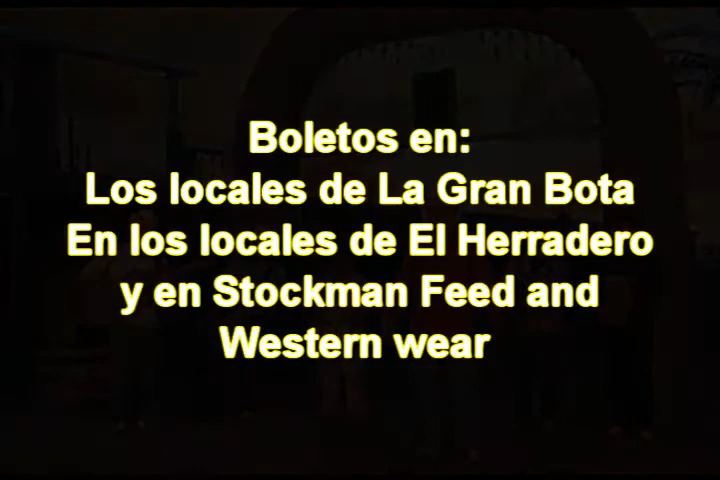 Boletos en:
Los locales de La Gran Bota
En los locales de El Herradero
y en Stockman Feed and
Western wear